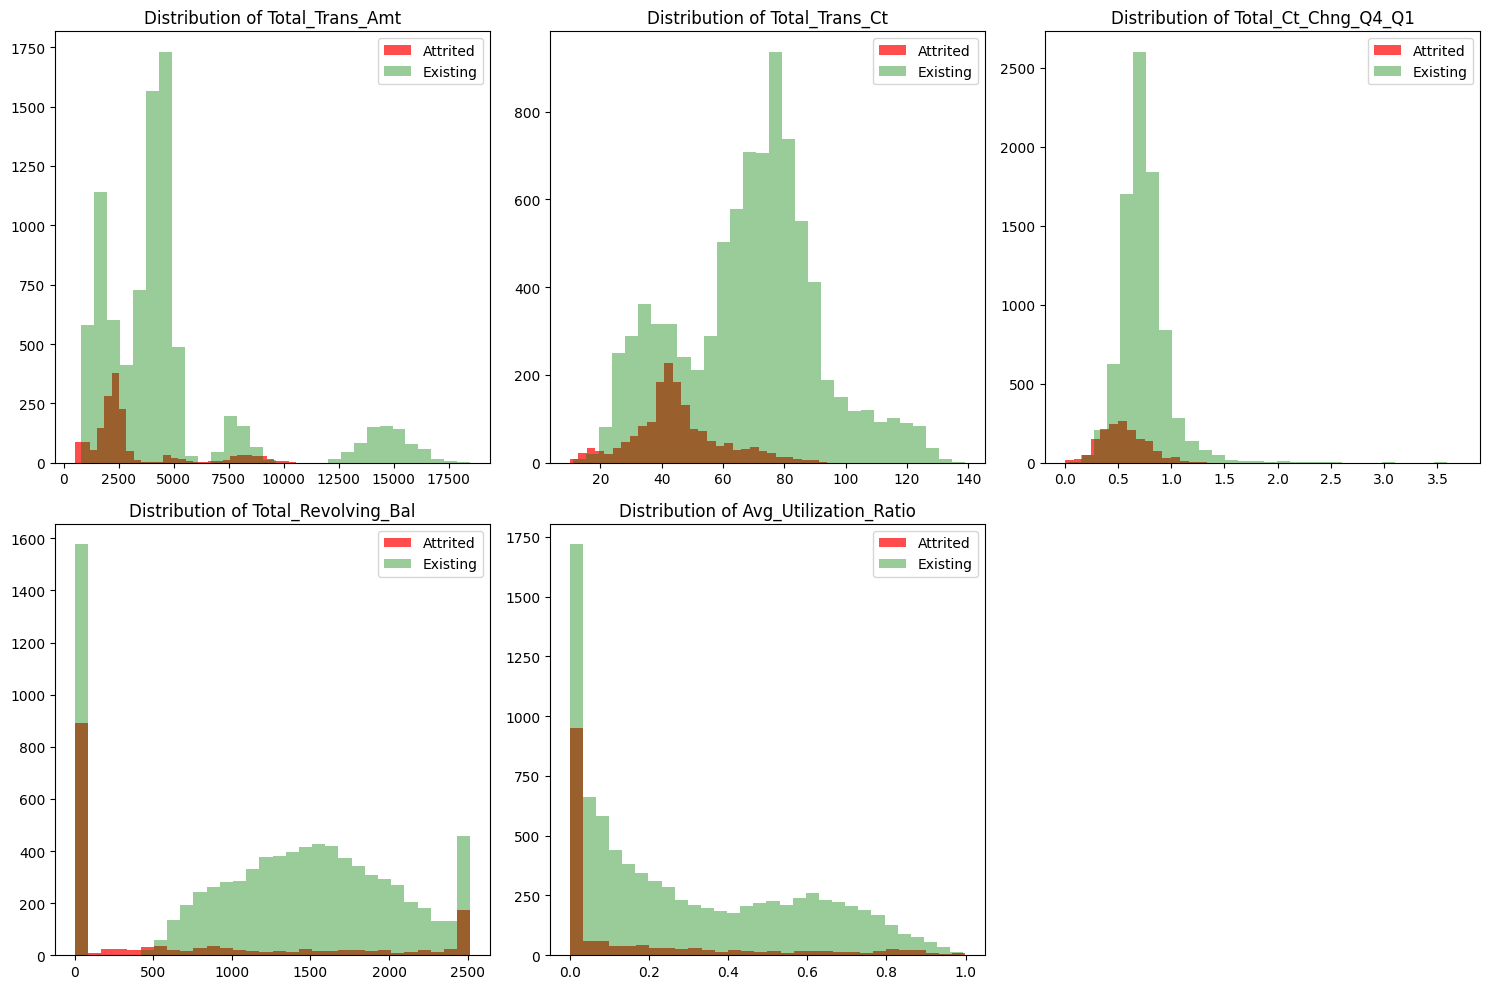 Distribution of Total_Trans_Amt
1750
1500
1250
1000
750
500
250
0
0 2500 5000 7500 10000 12500 15000 17500
Attrited
Existing
Distribution of Total_Trans_Ct
800
600
400
200
0
20 40 60 80 100 120 140
Attrited
Existing
Distribution of Total_Ct_Chng_Q4_Q1
2500
2000
1500
1000
500
0
0.0 0.5 1.0 1.5 2.0 2.5 3.0 3.5
Attrited
Existing
Distribution of Total_Revolving_Bal
1600
1400
1200
1000
800
600
400
200
0
0 500 1000 1500 2000 2500
Attrited
Existing
Distribution of Avg_Utilization_Ratio
1750
1500
1250
1000
750
500
250
0
0.0 0.2 0.4 0.6 0.8 1.0
Attrited
Existing